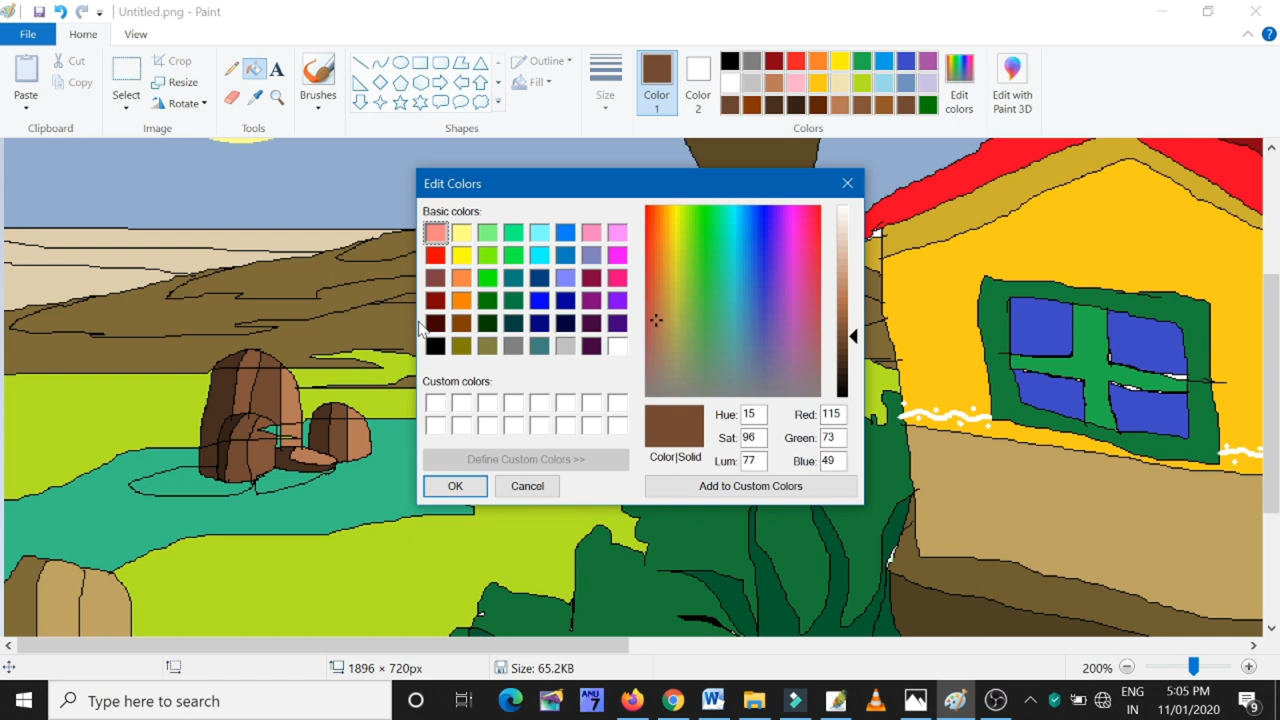 Untitled.png - Paint
File Home View
Paste
Cut
Copy
Clipboard
Select
Crop
Resize
Rotate
Image
A
Tools
Brushes
Outline
Fill
Shapes
Size
Color 1
Color 2
Edit colors
Colors
Edit with Paint 3D
Edit Colors
Basic colors:
Custom colors:
Define Custom Colors >>
OK Cancel
Color|Solid
Hue: 15 Red: 115
Sat: 96 Green: 73
Lum: 77 Blue: 49
Add to Custom Colors
1896 × 720px Size: 65.2KB 200%
Type here to search
ANU
7
ENG
IN
5:05 PM
11/01/2020
9